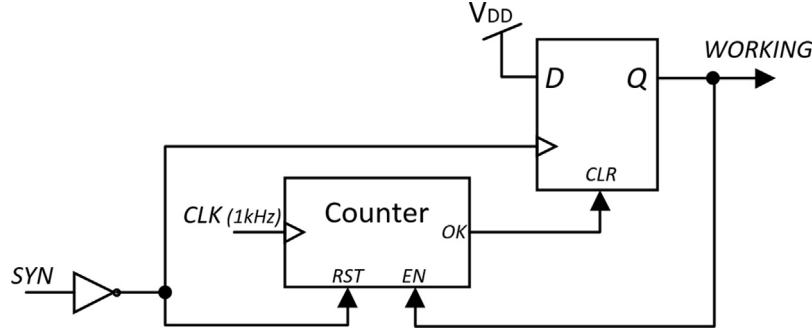 VDD
WORKING
D Q
CLR
CLK (1kHz) Counter
OK
SYN
RST EN